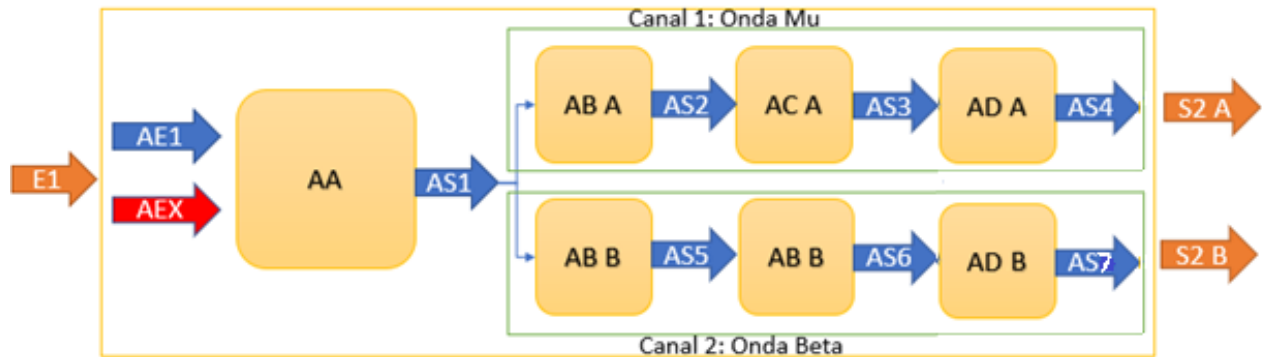 Canal 1: Onda Mu
AB A
AS2
AC A
AS3
AD A
AS4
S2 A
AE1
E1
AEX
AA
AS1
AB B
AS5
AB B
AS6
AD B
AS7
S2 B
Canal 2: Onda Beta